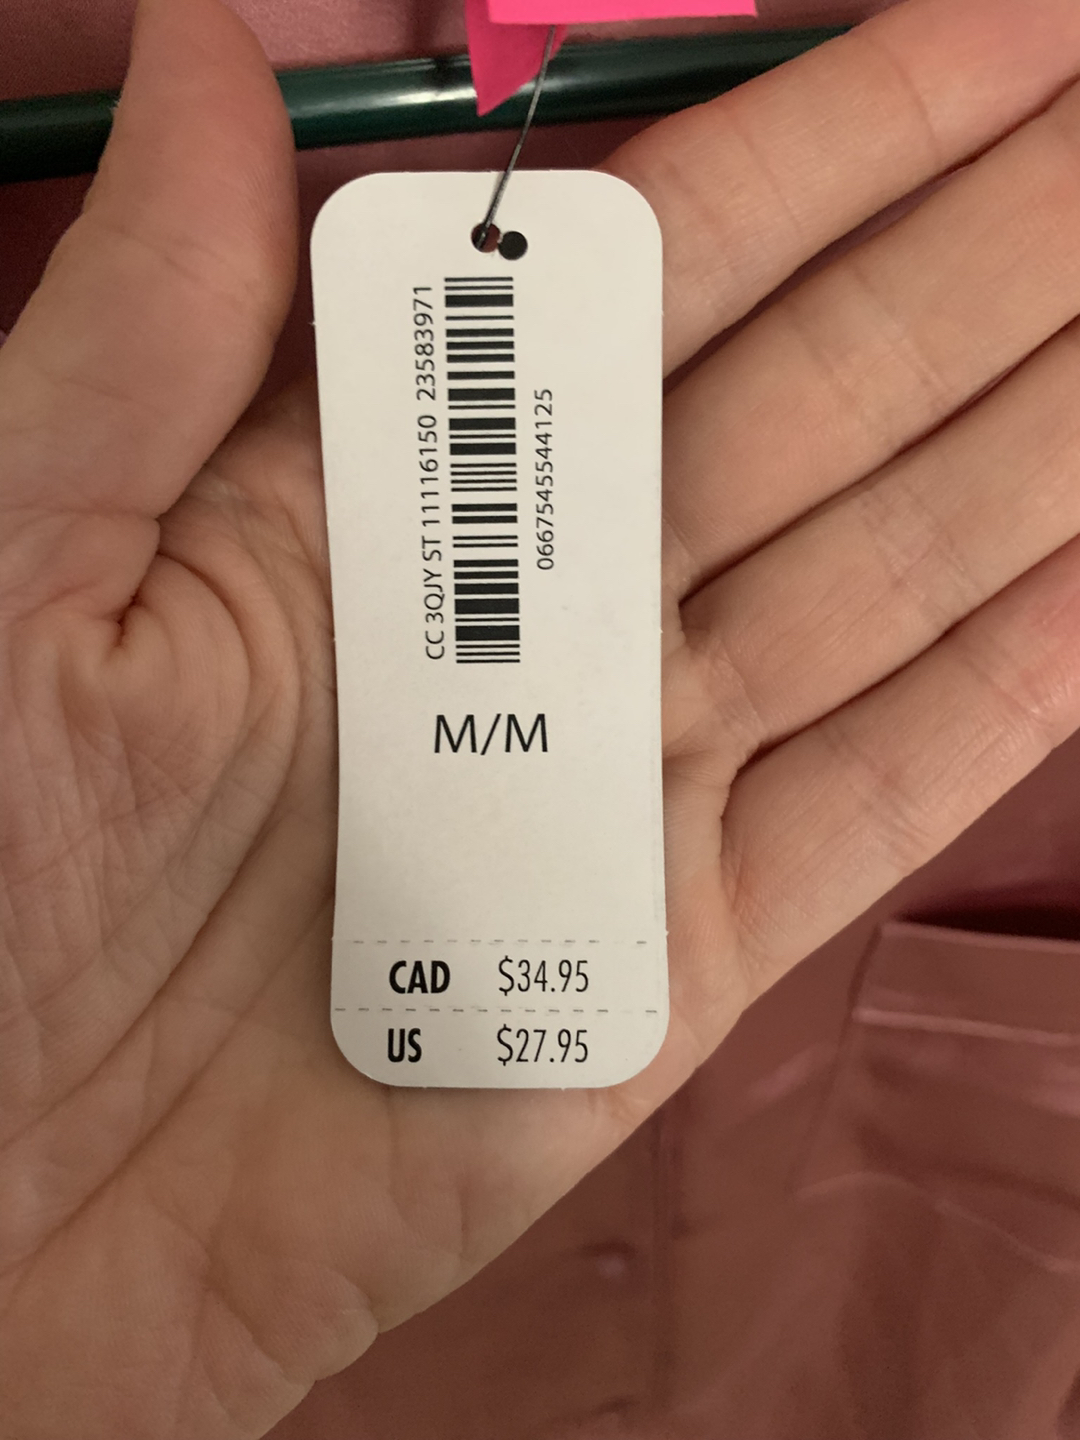 CC 3QJY ST 11116150 23583971
0667545544125
M/M
CAD $34.95
US $27.95